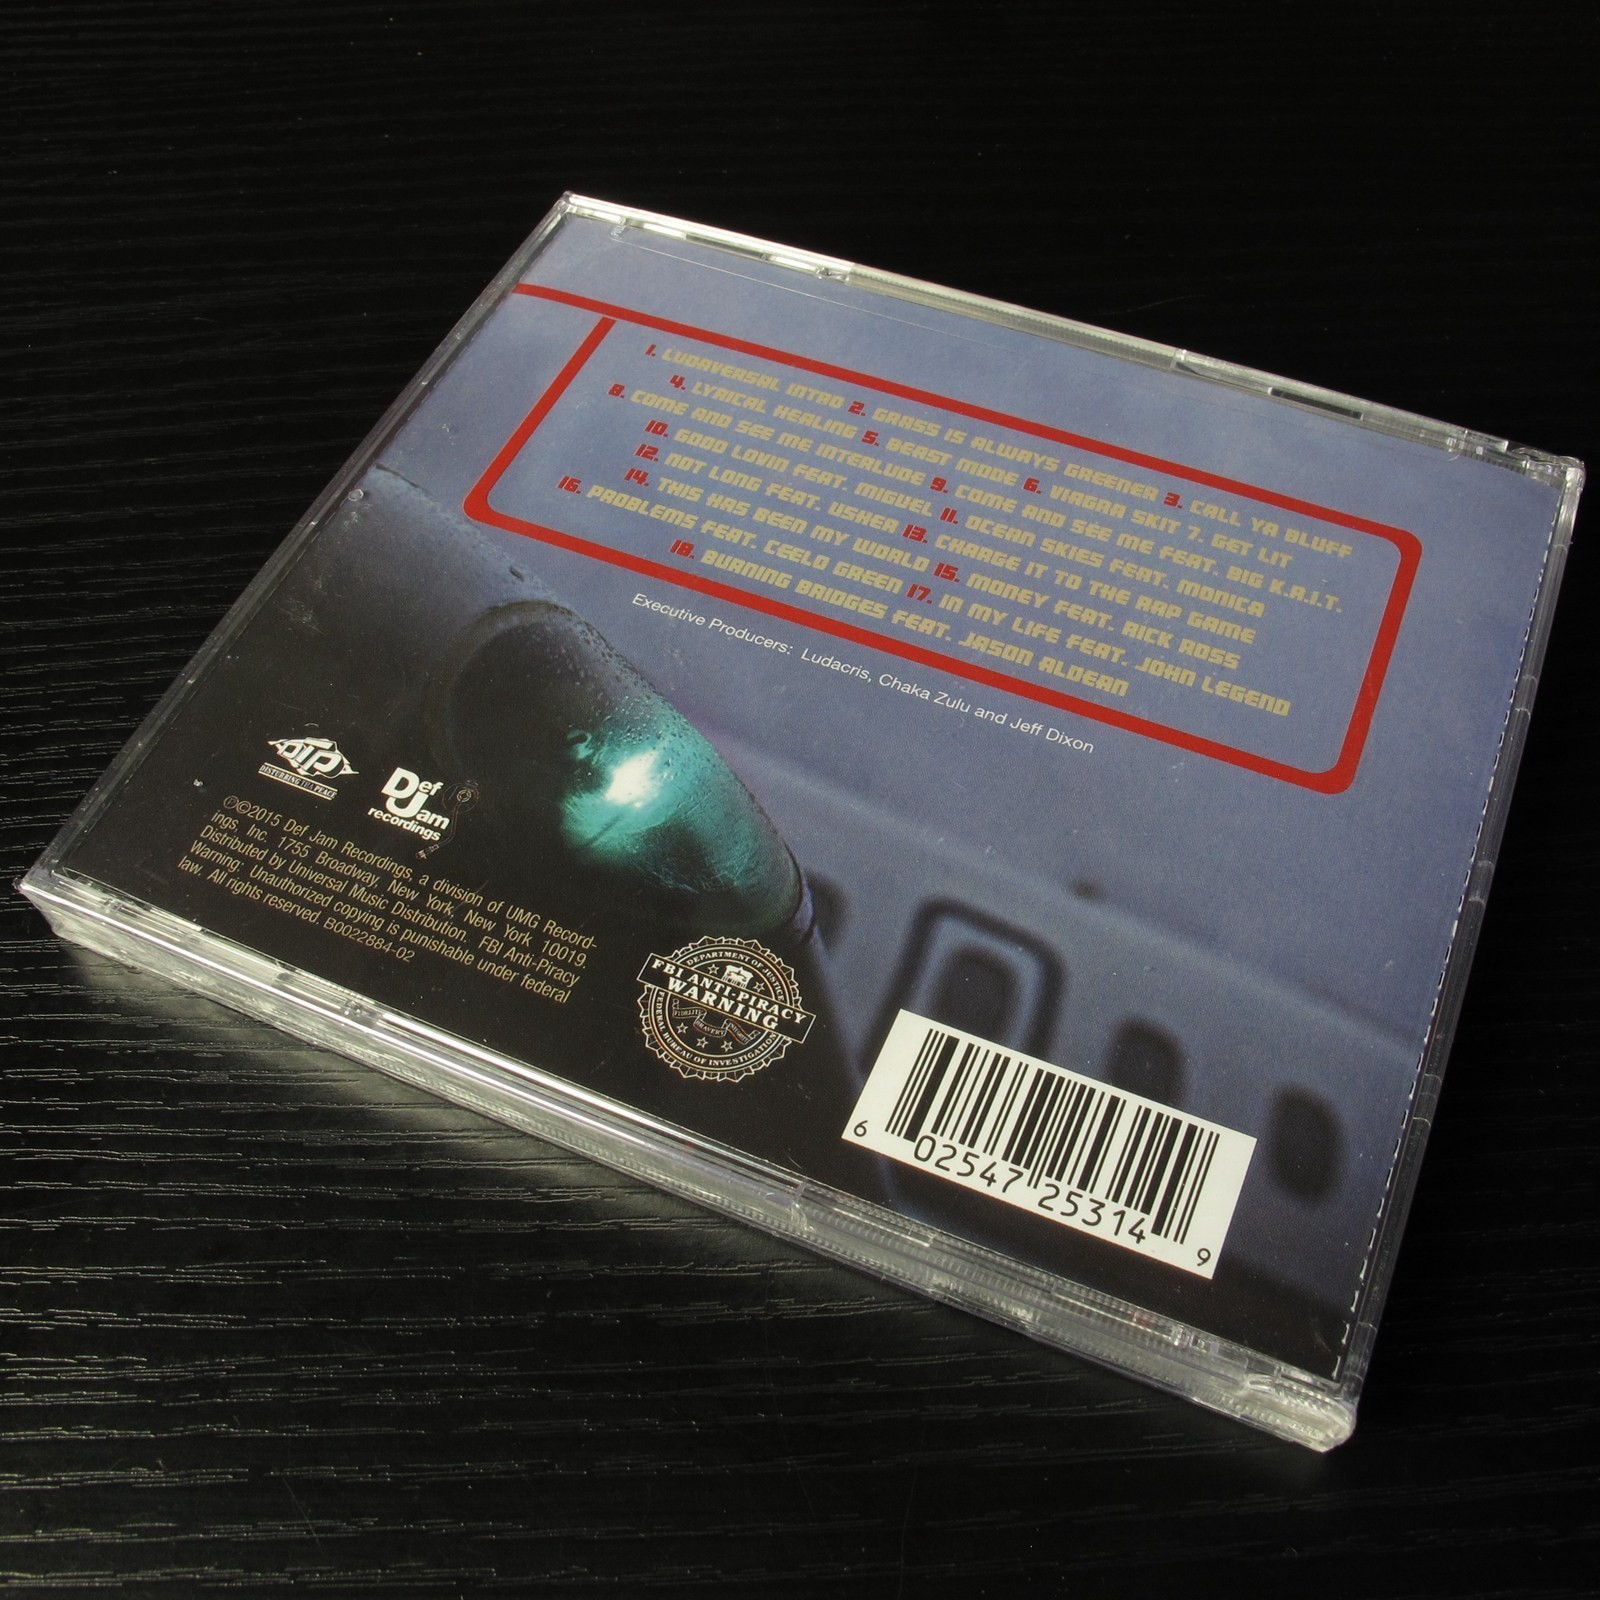 1. LUDAVERSAL INTRO 2. GRASS IS ALWAYS GREENER 3. CALL YA BLUFF
4. LYRICAL HEALING 5. BEAST MODE 6. VIAGRA SKIT 7. GET LIT
8. COME AND SEE ME INTERLUDE 9. COME AND SEE ME FEAT. BIG K.R.I.T.
10. GOOD LOVIN FEAT. MIGUEL 11. OCEAN SKIES FEAT. MONICA
12. NOT LONG FEAT. USHER 13. CHARGE IT TO THE RAP GAME
14. THIS HAS BEEN MY WORLD 15. MONEY FEAT. RICK ROSS
16. PROBLEMS FEAT. CEELO GREEN 17. IN MY LIFE FEAT. JOHN LEGEND
18. BURNING BRIDGES FEAT. JASON ALDEAN
Executive Producers: Ludacris, Chaka Zulu and Jeff Dixon
DTP
DISTURBING THA PEACE
Def Jam
recordings
℗©2015 Def Jam Recordings, a division of UMG Record-
ings, Inc. 1755 Broadway, New York, New York 10019.
Distributed by Universal Music Distribution. FBI Anti-Piracy
Warning: Unauthorized copying is punishable under federal
law. All rights reserved. B0022884-02
DEPARTMENT OF JUSTICE
FBI ANTI-PIRACY
WARNING
FIDELITY BRAVERY INTEGRITY
FEDERAL BUREAU OF INVESTIGATION
6 02547 25314 9